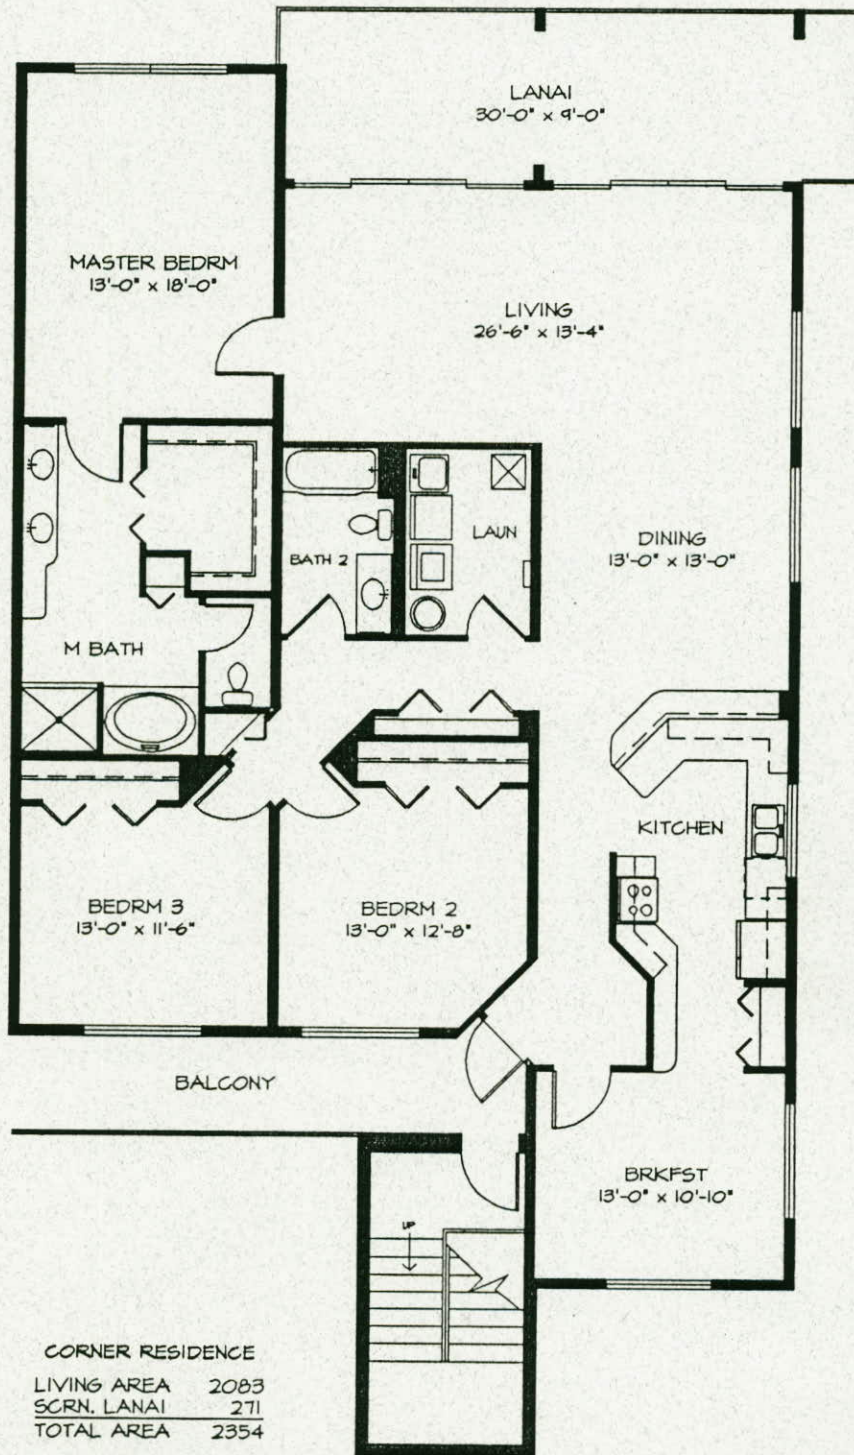 LANAI
30'-0" x 9'-0"
MASTER BEDRM
13'-0" x 18'-0"
LIVING
26'-6" x 13'-4"
DINING
13'-0" x 13'-0"
BATH 2
LAUN
M BATH
KITCHEN
BEDRM 3
13'-0" x 11'-6"
BEDRM 2
13'-0" x 12'-8"
BALCONY
BRKFST
13'-0" x 10'-10"
UP
CORNER RESIDENCE
LIVING AREA 2083
SCRN. LANAI 271
TOTAL AREA 2354